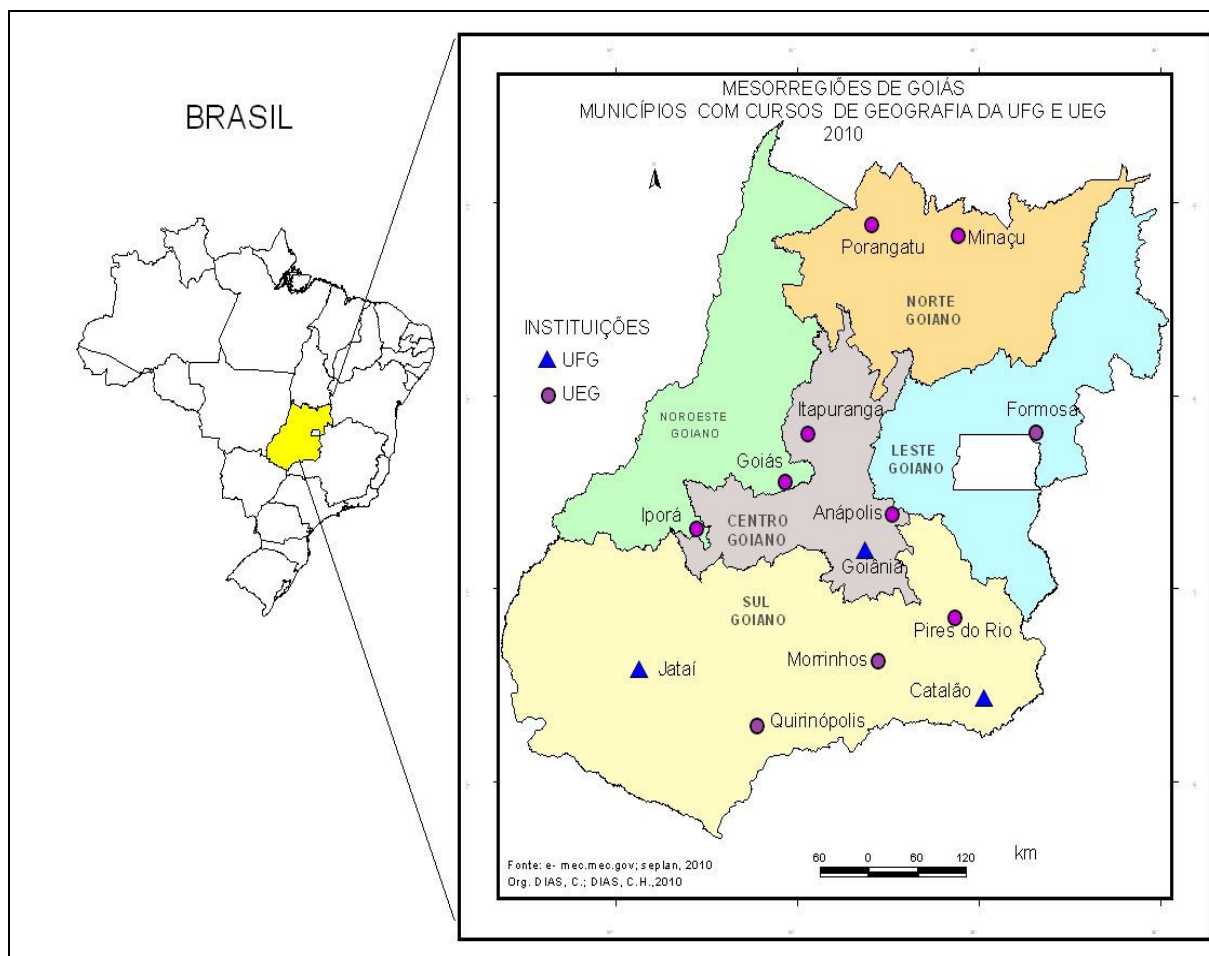 BRASIL
MESORREGIÕES DE GOIÁS
MUNICÍPIOS COM CURSOS DE GEOGRAFIA DA UFG E UEG
2010
Porangatu
Minaçu
NORTE
GOIANO
INSTITUIÇÕES
UFG
UEG
Itapuranga
Formosa
NOROESTE
GOIANO
LESTE
GOIANO
Goiás
Iporá
CENTRO
GOIANO
Anápolis
Goiânia
SUL
GOIANO
Pires do Rio
Morrinhos
Jataí
Catalão
Quirinópolis
Fonte: e- mec.mec.gov; seplan, 2010
Org. DIAS, C.; DIAS, C.H.,2010
60 0 60 120 km